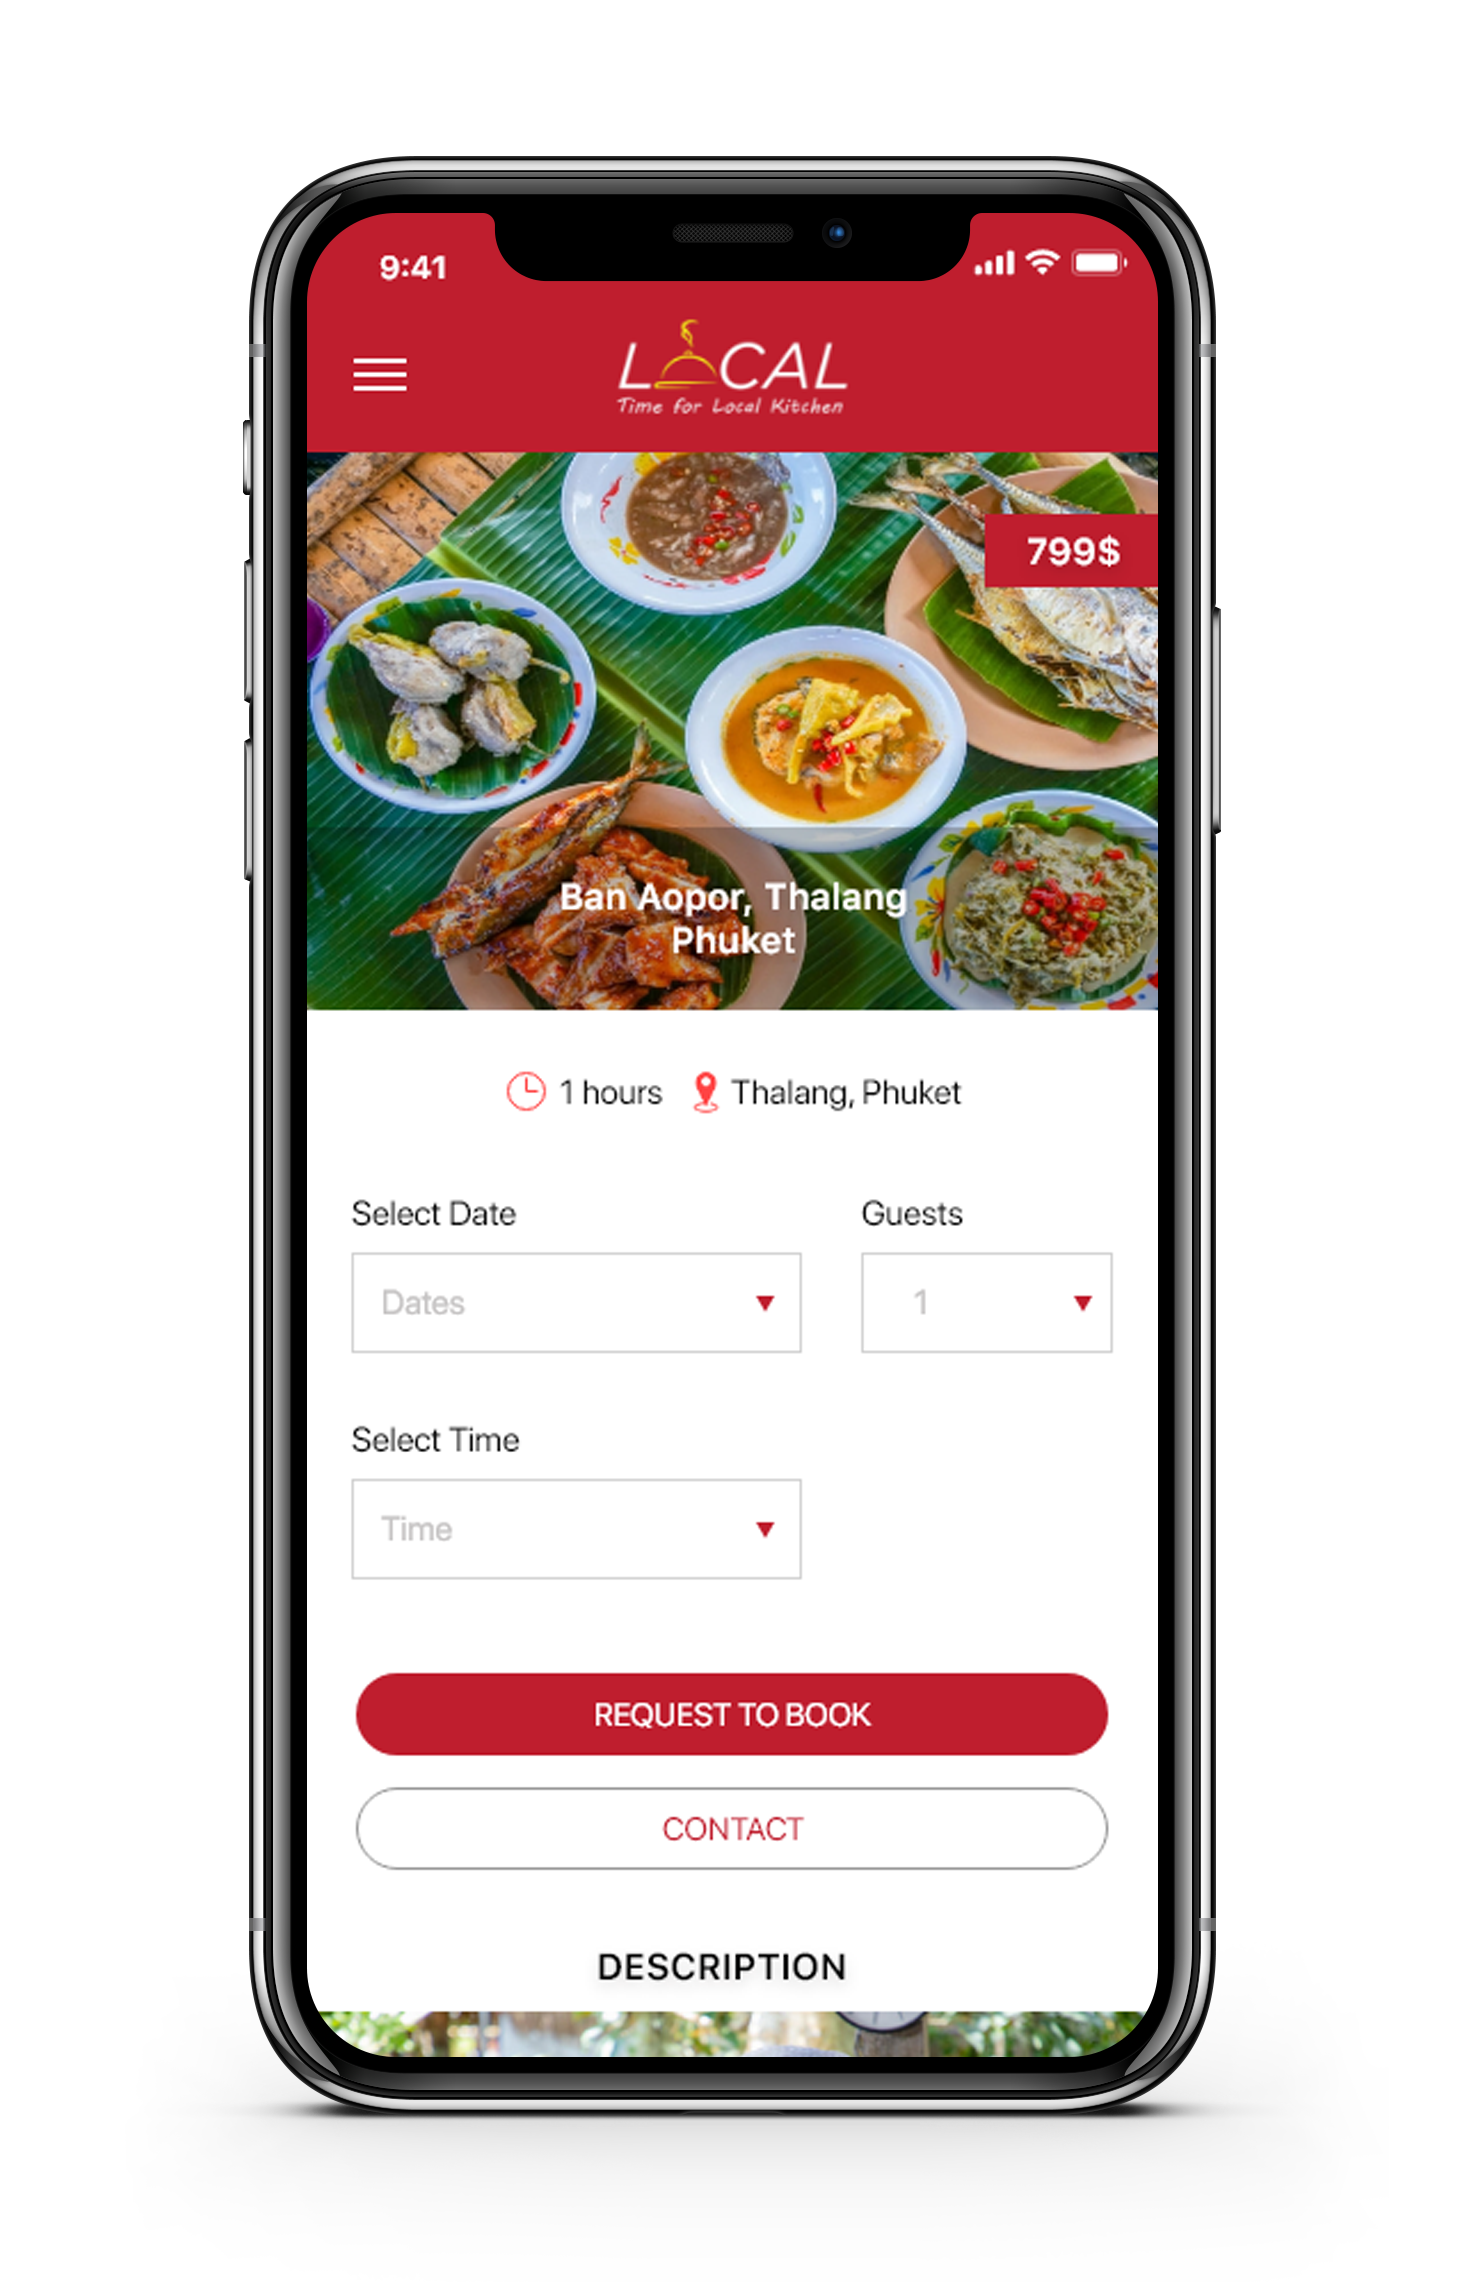 9:41
LOCAL
Time for Local Kitchen
799$
Ban Aopor, Thalang
Phuket
1 hours Thalang, Phuket
Select Date Guests
Dates 1
Select Time
Time
REQUEST TO BOOK
CONTACT
DESCRIPTION